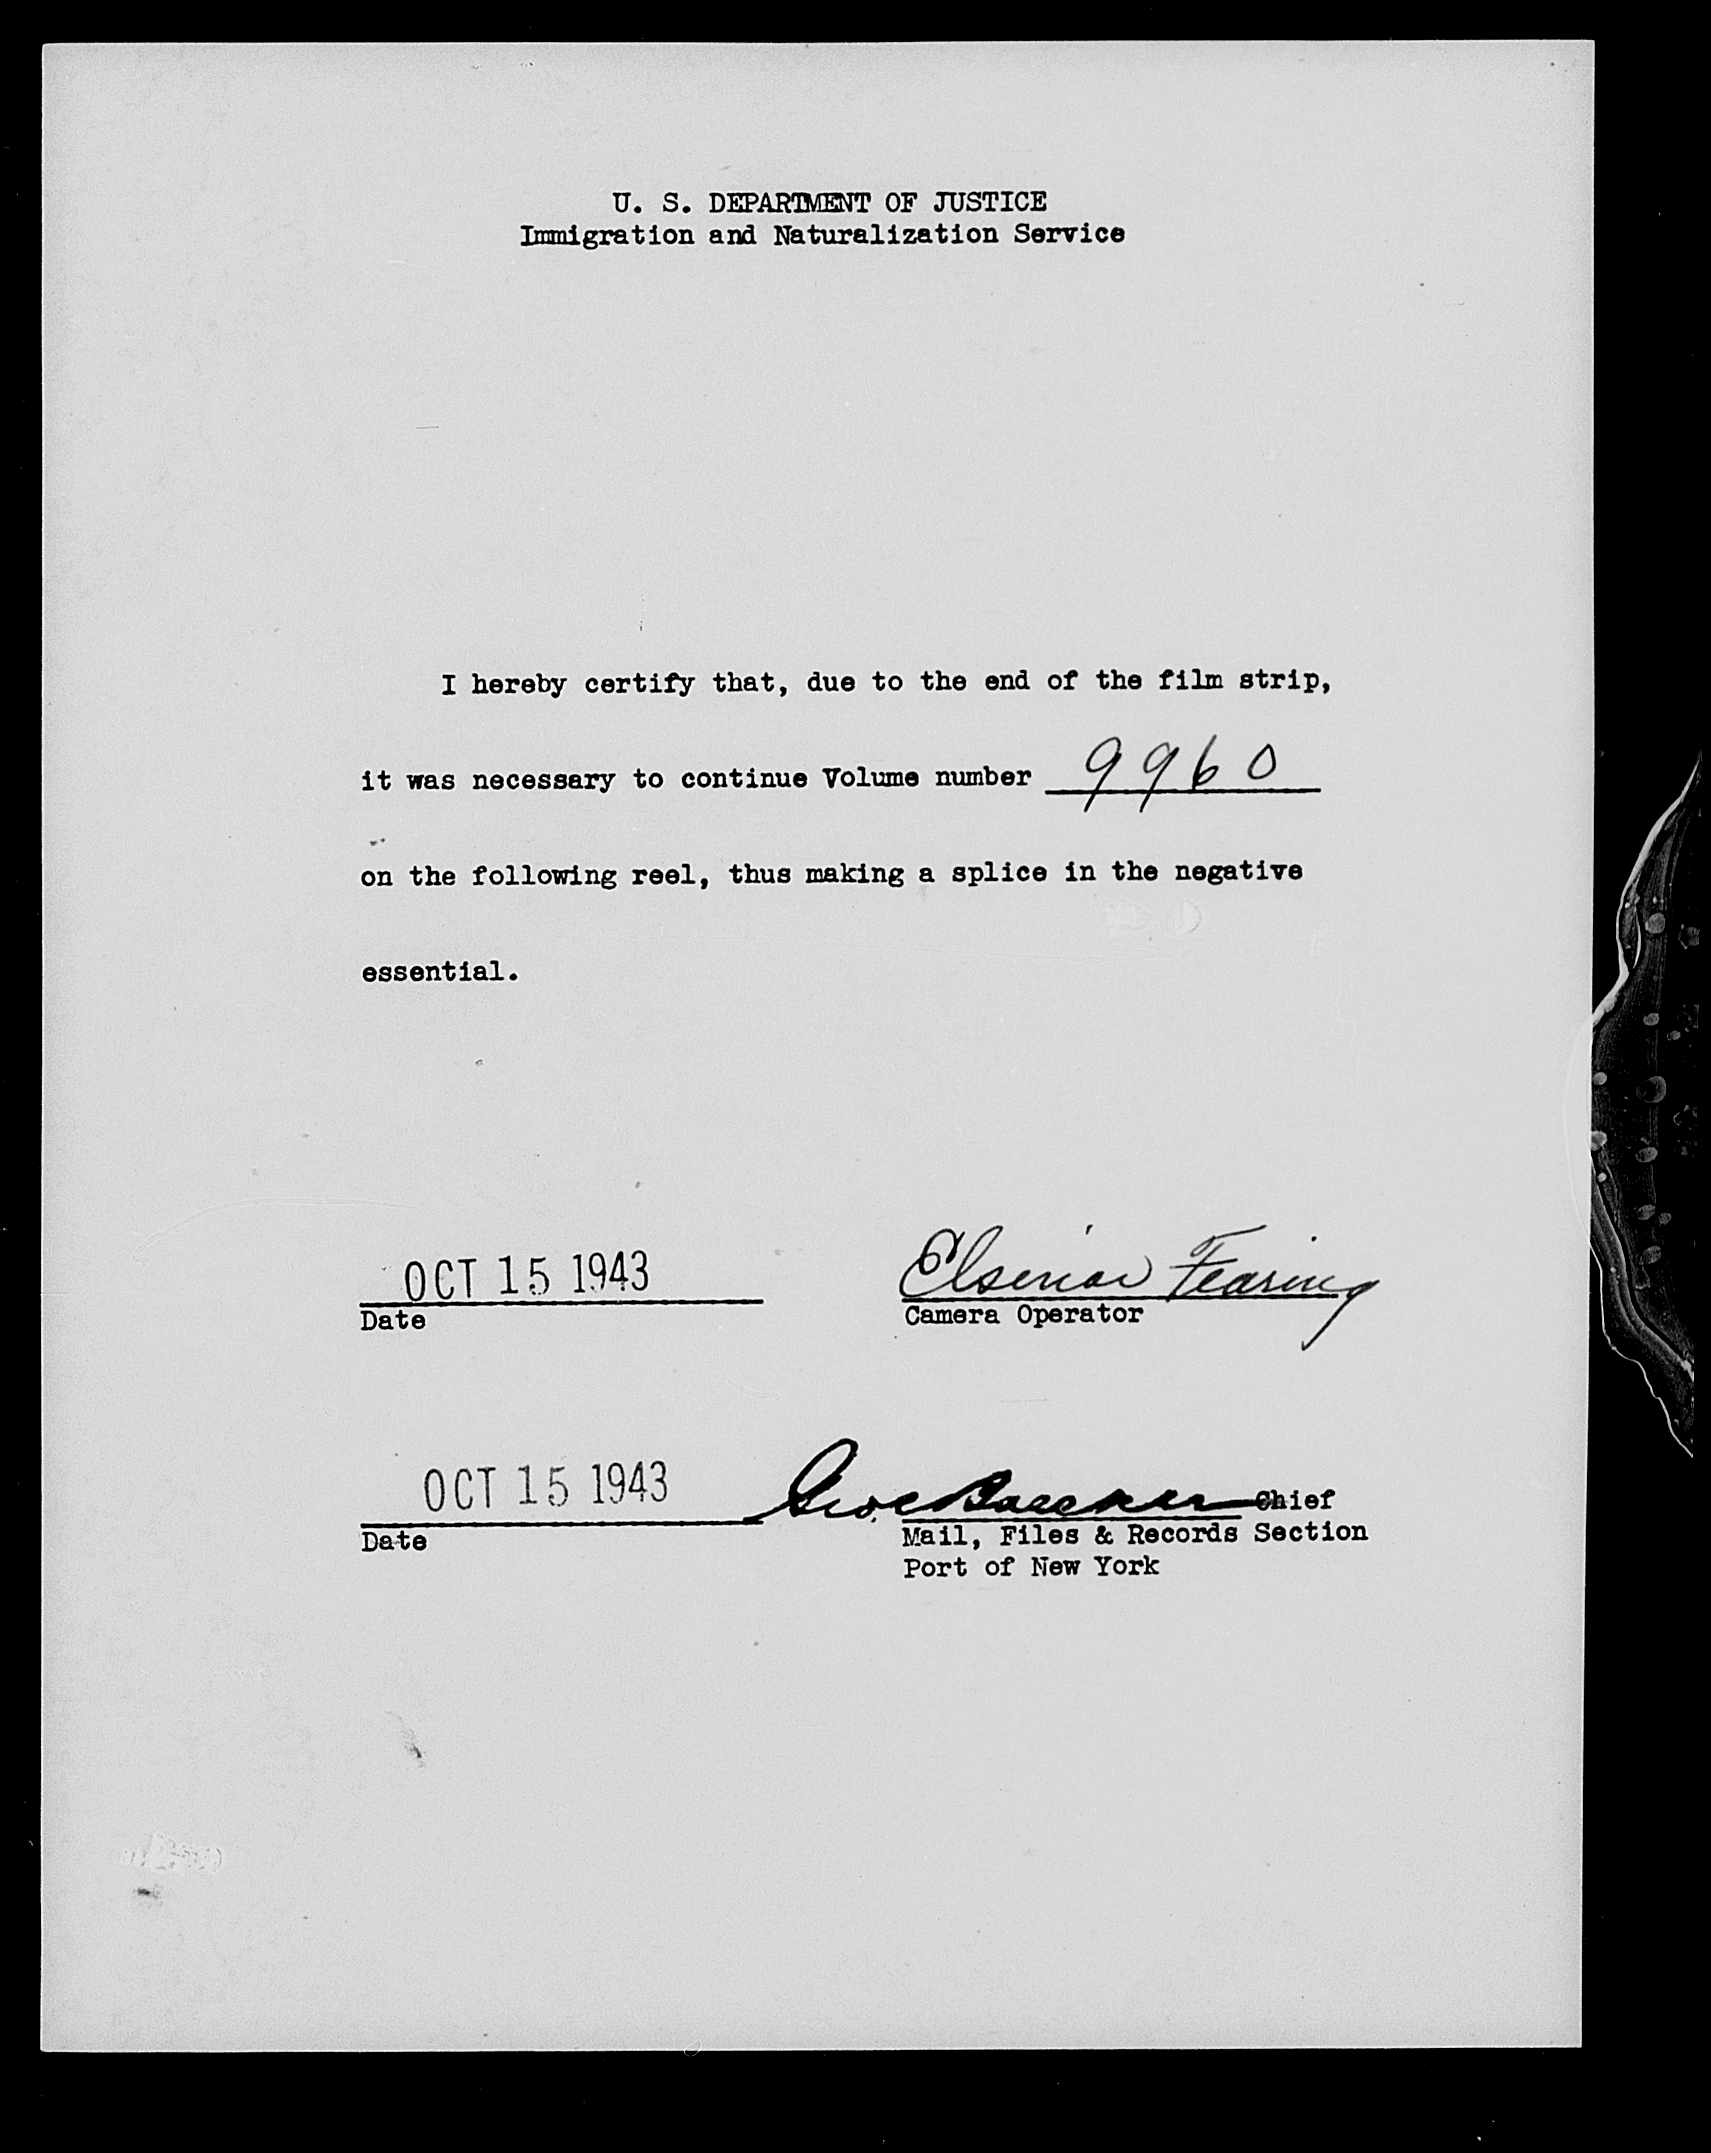 U. S. DEPARTMENT OF JUSTICE
Immigration and Naturalization Service
I hereby certify that, due to the end of the film strip,
it was necessary to continue Volume number 9960
on the following reel, thus making a splice in the negative
essential.
OCT 15 1943
Date
Fearing
Camera Operator
OCT 15 1943
Date
Geo Chief
Mail, Files & Records Section
Port of New York